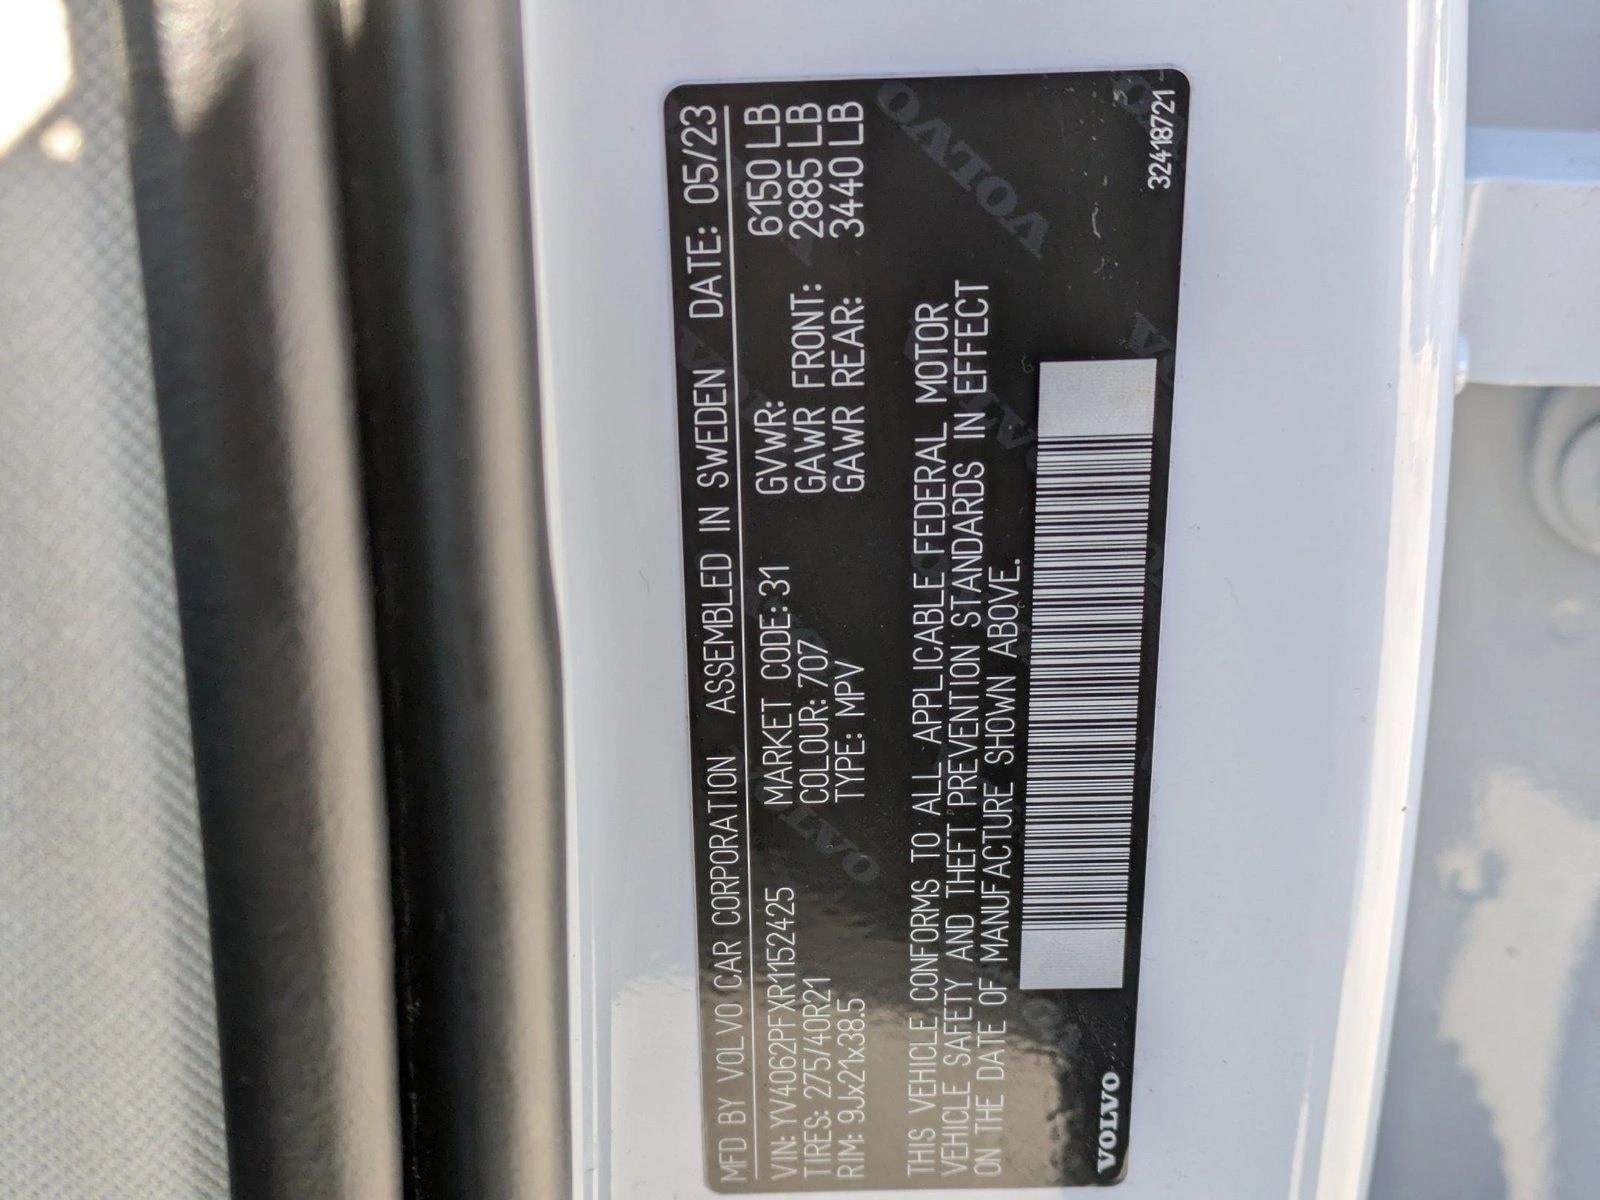 MFD BY VOLVO CAR CORPORATION ASSEMBLED IN SWEDEN DATE: 05/23
VIN: YV4062PFXR1152425 MARKET CODE: 31 GVWR: 6150 LB
TIRES: 275/40R21 COLOUR: 707 GAWR FRONT: 2885 LB
RIM: 9Jx21x38.5 TYPE: MPV GAWR REAR: 3440 LB
THIS VEHICLE CONFORMS TO ALL APPLICABLE FEDERAL MOTOR
VEHICLE SAFETY AND THEFT PREVENTION STANDARDS IN EFFECT
ON THE DATE OF MANUFACTURE SHOWN ABOVE.
VOLVO
32418721